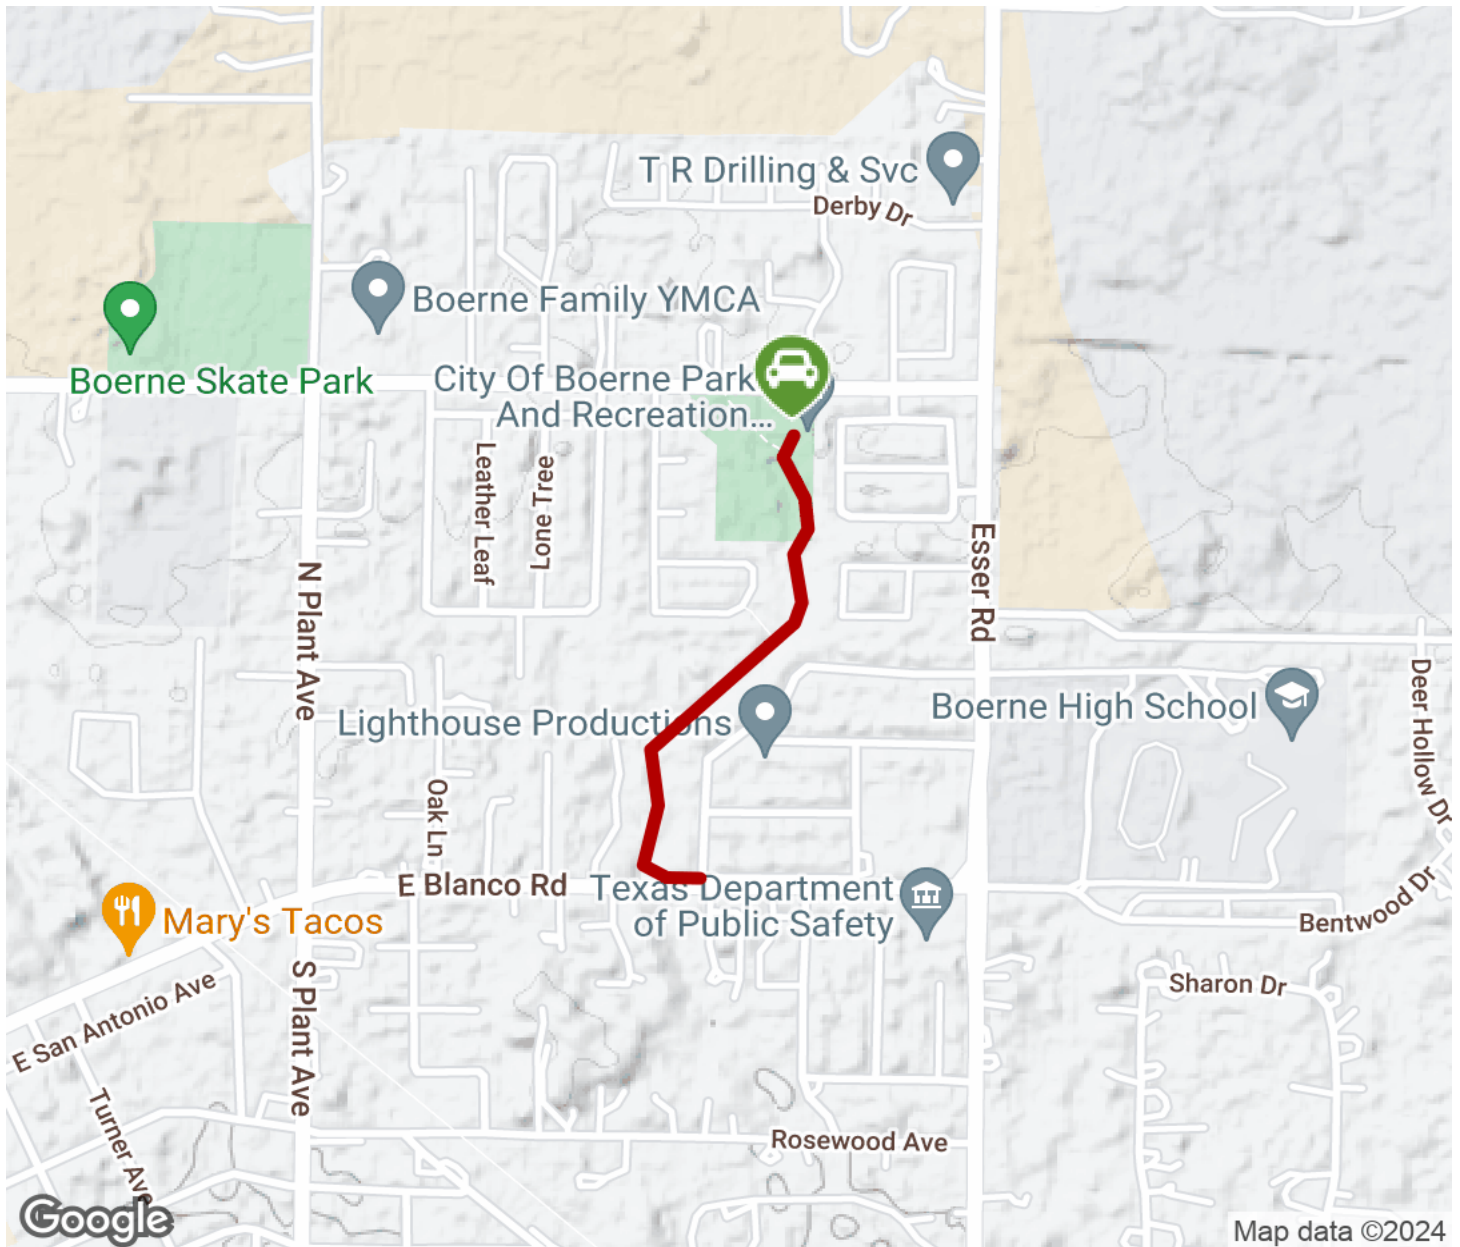 T R Drilling & Svc
Derby Dr
Boerne Family YMCA
Boerne Skate Park
City Of Boerne Park
And Recreation...
Leather Leaf
Lone Tree
Esser Rd
N Plant Ave
Deer Hollow Dr
Boerne High School
Lighthouse Productions
Oak Ln
E Blanco Rd
Texas Department
of Public Safety
Bentwood Dr
Mary's Tacos
Sharon Dr
E San Antonio Ave
S Plant Ave
Turner Ave
Rosewood Ave
Google
Map data ©2024